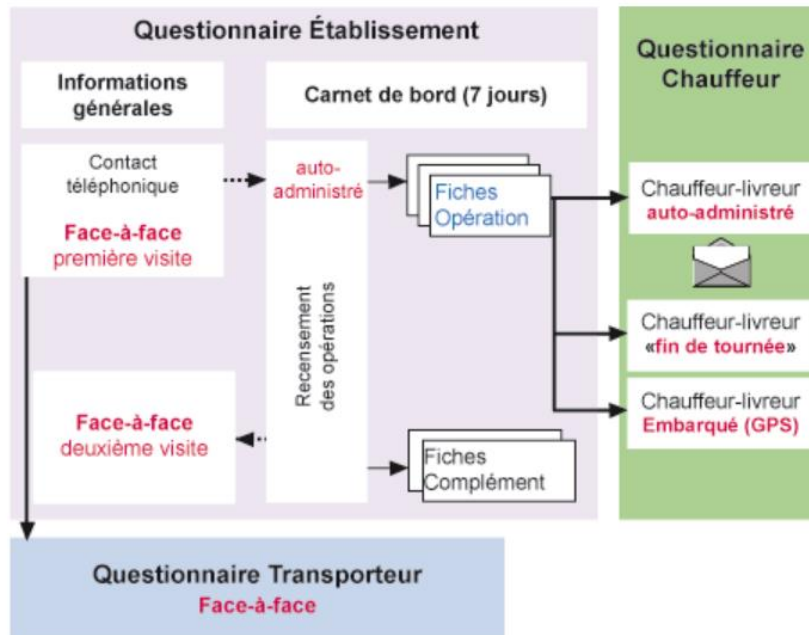 Questionnaire Établissement
Informations
générales
Carnet de bord (7 jours)
Contact
téléphonique
Face-à-face
première visite
auto-
administré
Fiches
Opération
Recensement
des opérations
Face-à-face
deuxième visite
Fiches
Complément
Questionnaire
Chauffeur
Chauffeur-livreur
auto-administré
Chauffeur-livreur
«fin de tournée»
Chauffeur-livreur
Embarqué (GPS)
Questionnaire Transporteur
Face-à-face